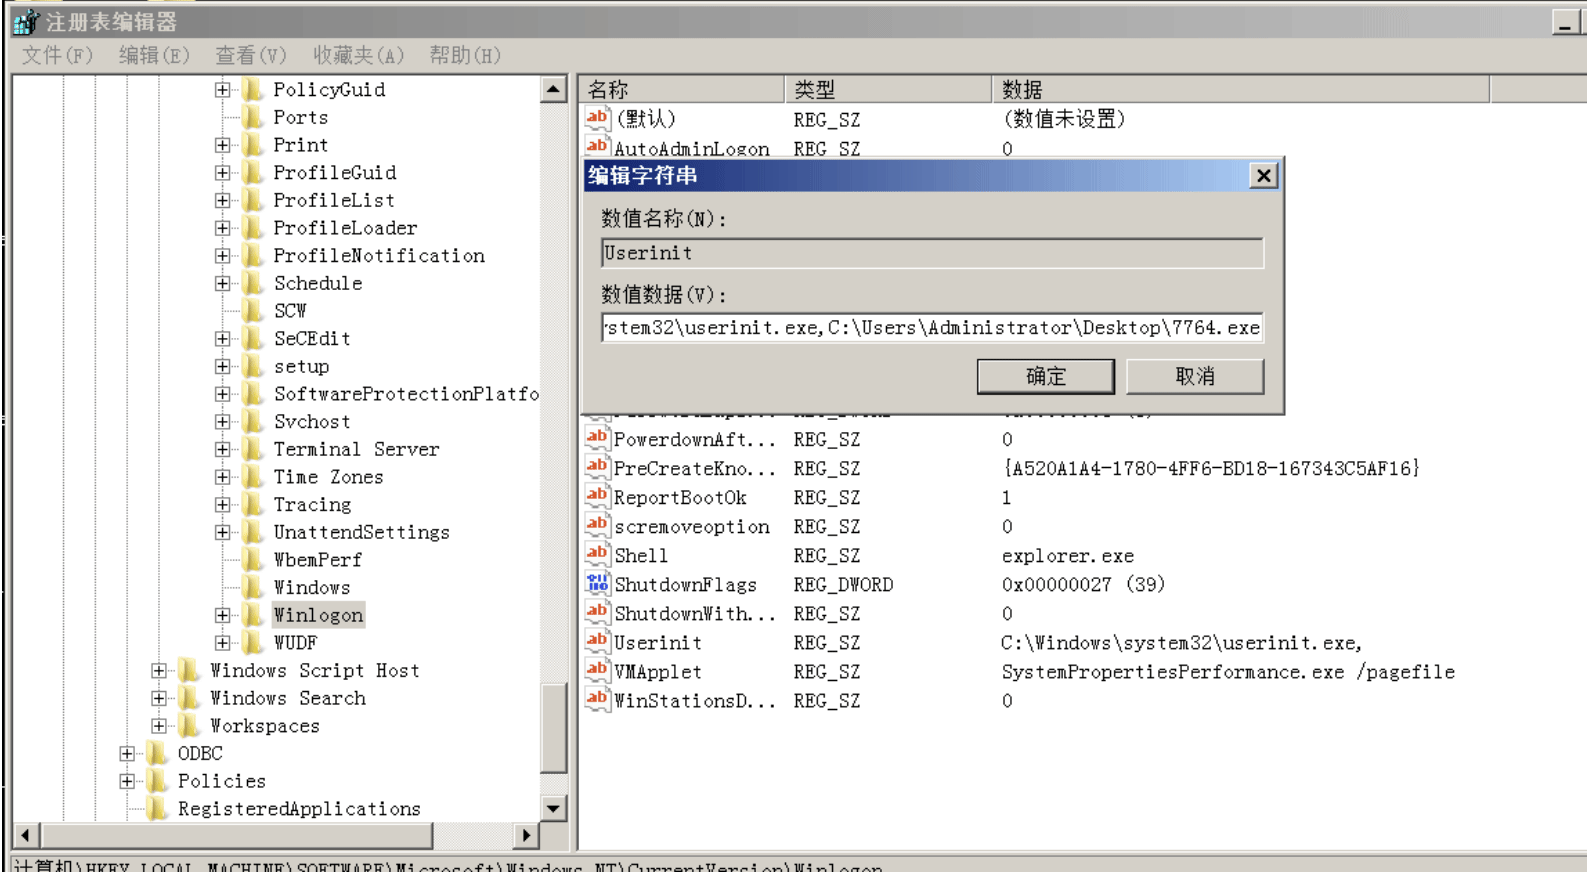 注册表编辑器
文件(F) 编辑(E) 查看(V) 收藏夹(A) 帮助(H)
PolicyGuid
Ports
Print
ProfileGuid
ProfileList
ProfileLoader
ProfileNotification
Schedule
SCW
SeCEdit
setup
SoftwareProtectionPlatfo
Svchost
Terminal Server
Time Zones
Tracing
UnattendSettings
WbemPerf
Windows
Winlogon
WUDF
Windows Script Host
Windows Search
Workspaces
ODBC
Policies
RegisteredApplications
名称 类型 数据
(默认) REG_SZ (数值未设置)
AutoAdminLogon REG_SZ 0
编辑字符串
数值名称(N):
Userinit
数值数据(V):
stem32\userinit.exe,C:\Users\Administrator\Desktop\7764.exe
确定 取消
PowerdownAft... REG_SZ 0
PreCreateKno... REG_SZ {A520A1A4-1780-4FF6-BD18-167343C5AF16}
ReportBootOk REG_SZ 1
scremoveoption REG_SZ 0
Shell REG_SZ explorer.exe
ShutdownFlags REG_DWORD 0x00000027 (39)
ShutdownWith... REG_SZ 0
Userinit REG_SZ C:\Windows\system32\userinit.exe,
VMApplet REG_SZ SystemPropertiesPerformance.exe /pagefile
WinStationsD... REG_SZ 0
计算机\HKEY_LOCAL_MACHINE\SOFTWARE\Microsoft\Windows NT\CurrentVersion\Winlogon